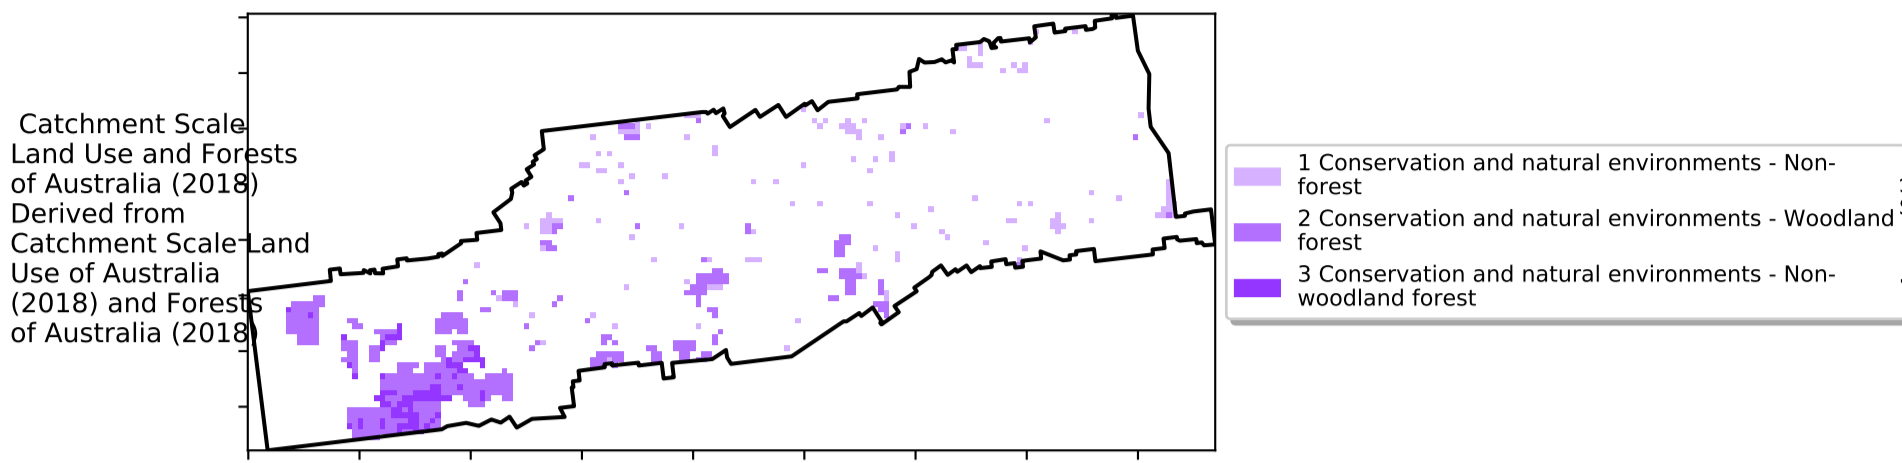 Catchment Scale
Land Use and Forests
of Australia (2018)
Derived from
Catchment Scale Land
Use of Australia
(2018) and Forests
of Australia (2018)
1 Conservation and natural environments - Non-
forest
2 Conservation and natural environments - Woodland
forest
3 Conservation and natural environments - Non-
woodland forest